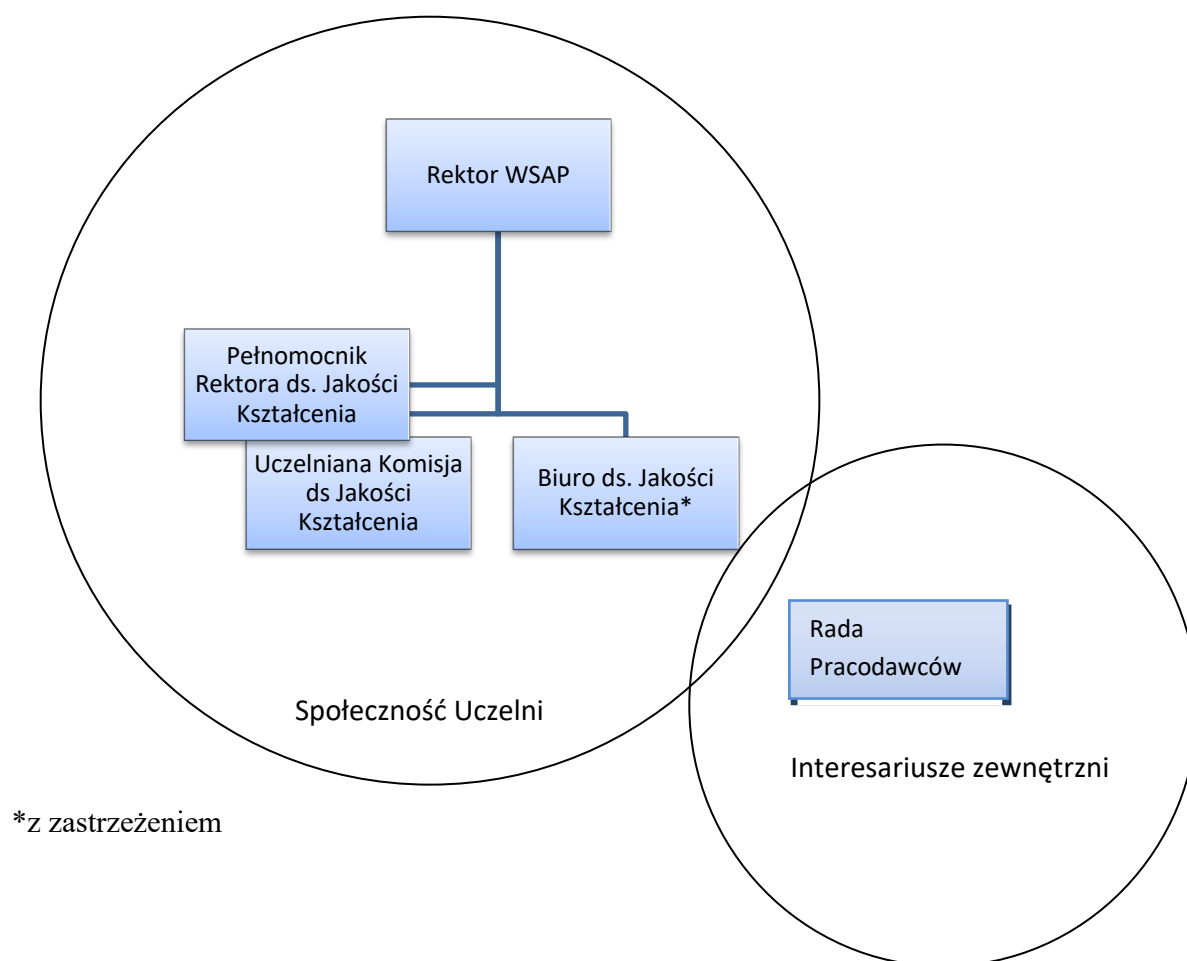 Rektor WSAP
Pełnomocnik
Rektora ds. Jakości
Kształcenia
Uczelniana Komisja
ds Jakości
Kształcenia
Biuro ds. Jakości
Kształcenia*
Rada
Pracodawców
Społeczność Uczelni
Interesariusze zewnętrzni
*z zastrzeżeniem